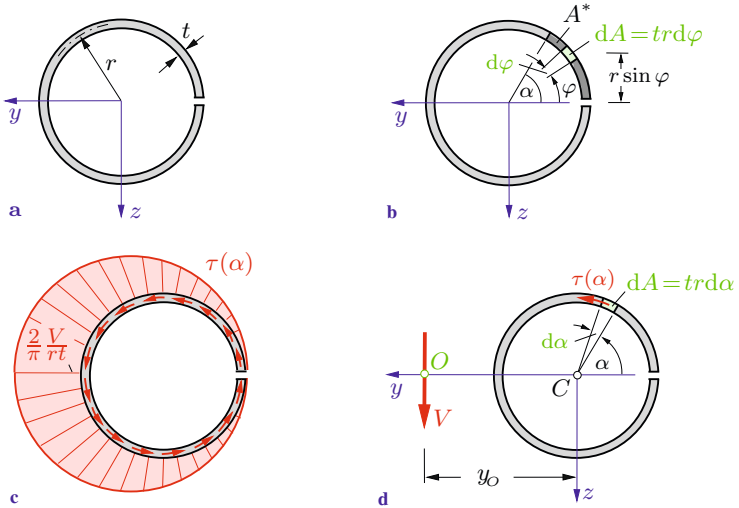 t
r
y
z
a
A*
dA = trdφ
dφ
r sin φ
φ
α
y
z
b
τ(α)
2/π V/rt
c
τ(α)
dA = trdα
dα
α
O
y
C
V
y_O
z
d